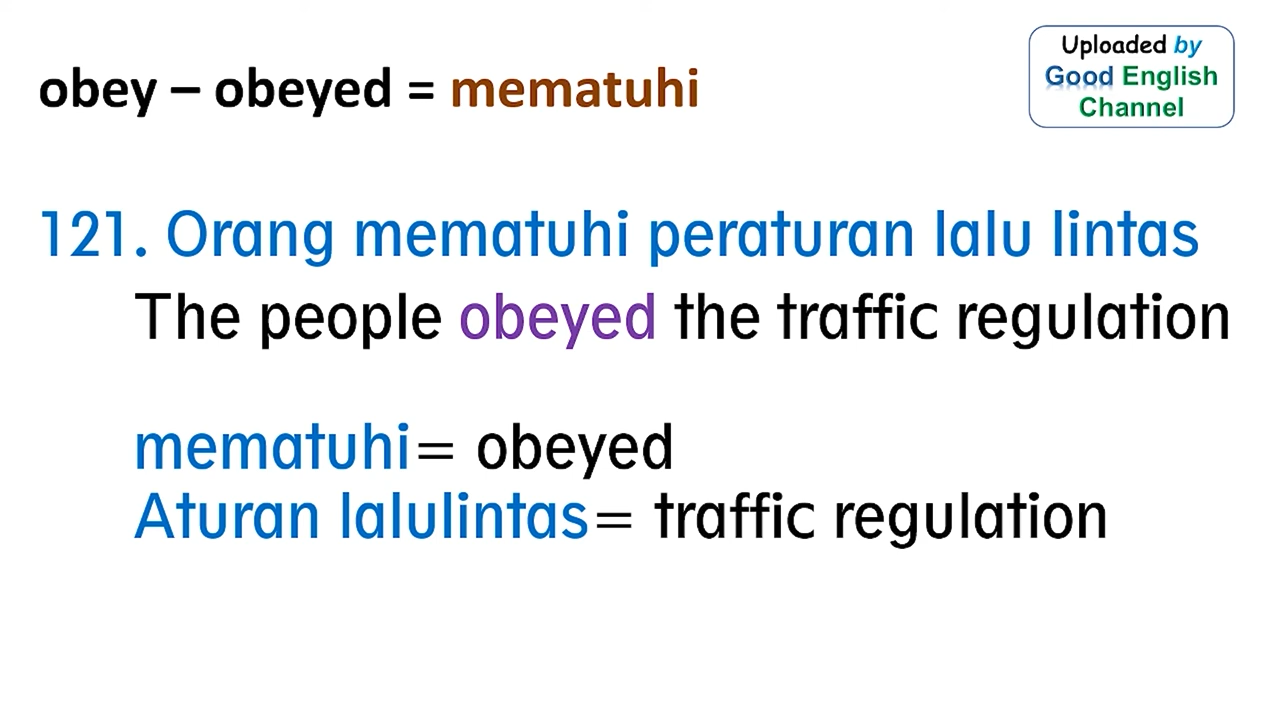 obey – obeyed = mematuhi
Uploaded by
Good English
Channel
121. Orang mematuhi peraturan lalu lintas
The people obeyed the traffic regulation
mematuhi= obeyed
Aturan lalulintas= traffic regulation